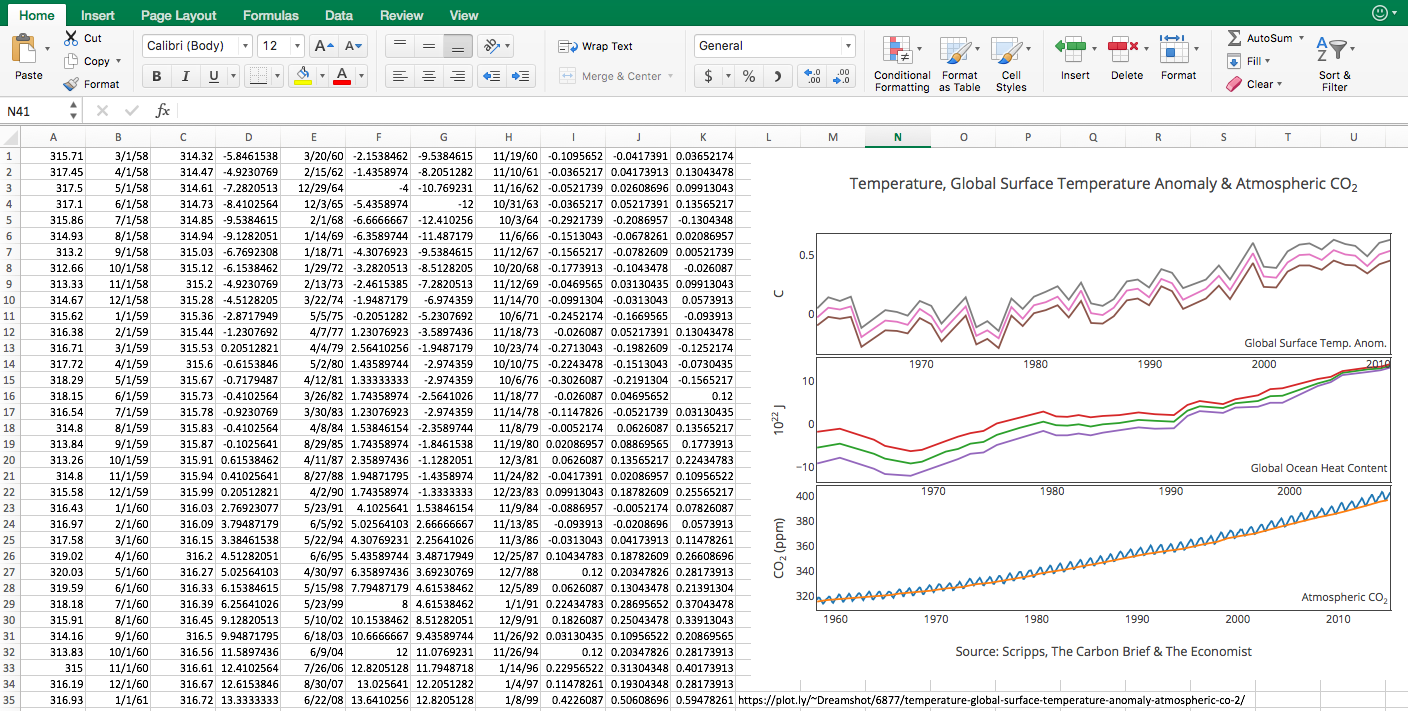 Home Insert Page Layout Formulas Data Review View
Cut
Calibri (Body) 12 A A
Wrap Text
General
AutoSum
Copy
Fill
Paste
Format
B I U A
Merge & Center
$ %
Conditional Formatting
Format as Table
Cell Styles
Insert Delete Format
Clear
Sort & Filter
N41 fx
A B C D E F G H I J K L M N O P Q R S T U
1 315.71 3/1/58 314.32 -5.8461538 3/20/60 -2.1538462 -9.5384615 11/19/60 -0.1095652 -0.0417391 0.03652174
2 317.45 4/1/58 314.47 -4.9230769 2/15/62 -1.4358974 -8.2051282 11/10/61 -0.0365217 0.04173913 0.13043478
3 317.5 5/1/58 314.61 -7.2820513 12/29/64 -4 -10.769231 11/16/62 -0.0521739 0.02608696 0.09913043
4 317.1 6/1/58 314.73 -8.4102564 12/3/65 -5.4358974 -12 10/31/63 -0.0365217 0.05217391 0.13565217
5 315.86 7/1/58 314.85 -9.5384615 2/1/68 -6.6666667 -12.410256 10/3/64 -0.2921739 -0.2086957 -0.1304348
6 314.93 8/1/58 314.94 -9.1282051 1/14/69 -6.3589744 -11.487179 11/6/66 -0.1513043 -0.0678261 0.02086957
7 313.2 9/1/58 315.03 -6.7692308 1/18/71 -4.3076923 -9.5384615 11/12/67 -0.1565217 -0.0782609 0.00521739
8 312.66 10/1/58 315.12 -6.1538462 1/29/72 -3.2820513 -8.5128205 10/20/68 -0.1773913 -0.1043478 -0.026087
9 313.33 11/1/58 315.2 -4.9230769 2/13/73 -2.4615385 -7.2820513 11/12/69 -0.0469565 0.03130435 0.09913043
10 314.67 12/1/58 315.28 -4.5128205 3/22/74 -1.9487179 -6.974359 11/14/70 -0.0991304 -0.0313043 0.0573913
11 315.62 1/1/59 315.36 -2.8717949 5/5/75 -0.2051282 -5.2307692 10/6/71 -0.2452174 -0.1669565 -0.093913
12 316.38 2/1/59 315.44 -1.2307692 4/7/77 1.23076923 -3.5897436 11/18/73 -0.026087 0.05217391 0.13043478
13 316.71 3/1/59 315.53 0.20512821 4/4/79 2.56410256 -1.9487179 10/23/74 -0.2713043 -0.1982609 -0.1252174
14 317.72 4/1/59 315.6 -0.6153846 5/2/80 1.43589744 -2.974359 10/10/75 -0.2243478 -0.1513043 -0.0730435
15 318.29 5/1/59 315.67 -0.7179487 4/12/81 1.33333333 -2.974359 10/6/76 -0.3026087 -0.2191304 -0.1565217
16 318.15 6/1/59 315.73 -0.4102564 3/26/82 1.74358974 -2.5641026 11/18/77 -0.026087 0.04695652 0.12
17 316.54 7/1/59 315.78 -0.9230769 3/30/83 1.23076923 -2.974359 11/14/78 -0.1147826 -0.0521739 0.03130435
18 314.8 8/1/59 315.83 -0.4102564 4/8/84 1.53846154 -2.3589744 11/8/79 -0.0052174 0.0626087 0.13565217
19 313.84 9/1/59 315.87 -0.1025641 8/29/85 1.74358974 -1.8461538 11/19/80 0.02086957 0.08869565 0.1773913
20 313.26 10/1/59 315.91 0.61538462 4/11/87 2.35897436 -1.1282051 12/3/81 0.0626087 0.13565217 0.22434783
21 314.8 11/1/59 315.94 0.41025641 8/27/88 1.94871795 -1.4358974 11/24/82 -0.0417391 0.02086957 0.10956522
22 315.58 12/1/59 315.99 0.20512821 4/2/90 1.74358974 -1.3333333 12/23/83 0.09913043 0.18782609 0.25565217
23 316.43 1/1/60 316.03 2.76923077 5/23/91 4.1025641 1.53846154 11/9/84 -0.0886957 -0.0052174 0.07826087
24 316.97 2/1/60 316.09 3.79487179 6/5/92 5.02564103 2.66666667 11/13/85 -0.093913 -0.0208696 0.0573913
25 317.58 3/1/60 316.15 3.38461538 5/22/94 4.30769231 2.25641026 11/3/86 -0.0313043 0.04173913 0.11478261
26 319.02 4/1/60 316.2 4.51282051 6/6/95 5.43589744 3.48717949 12/23/87 0.10434783 0.18782609 0.26608696
27 320.03 5/1/60 316.27 5.02564103 4/30/97 6.35897436 3.69230769 12/7/88 0.12 0.20347826 0.28173913
28 319.59 6/1/60 316.33 6.15384615 5/15/98 7.79487179 4.61538462 12/5/89 0.0626087 0.13043478 0.21391304
29 318.18 7/1/60 316.39 6.25641026 5/23/99 8 4.61538462 1/1/91 0.22434783 0.28695652 0.37043478
30 315.91 8/1/60 316.45 9.12820513 5/10/02 10.1538462 8.51282051 12/9/91 0.1826087 0.25043478 0.33913043
31 314.16 9/1/60 316.5 9.94871795 6/18/03 10.6666667 9.43589744 11/26/92 0.03130435 0.10956522 0.20869565
32 313.83 10/1/60 316.56 11.5897436 6/9/04 12 11.0769231 11/26/94 0.12 0.20347826 0.28173913
33 315 11/1/60 316.61 12.4102564 7/26/06 12.8205128 11.7948718 1/14/96 0.22956522 0.31304348 0.40173913
34 316.19 12/1/60 316.67 12.6153846 8/30/07 13.025641 12.2051282 1/4/97 0.11478261 0.19304348 0.28173913
35 316.93 1/1/61 316.72 13.3333333 6/22/08 13.6410256 12.8205128 1/8/99 0.4226087 0.50608696 0.59478261 https://plot.ly/~Dreamshot/6877/temperature-global-surface-temperature-anomaly-atmospheric-co-2/
Temperature, Global Surface Temperature Anomaly & Atmospheric CO2
0.5
C
0
Global Surface Temp. Anom.
1970 1980 1990 2000 2010
10
10^22 J
0
−10
Global Ocean Heat Content
1970 1980 1990 2000
400
380
CO2 (ppm)
360
340
320
Atmospheric CO2
1960 1970 1980 1990 2000 2010
Source: Scripps, The Carbon Brief & The Economist